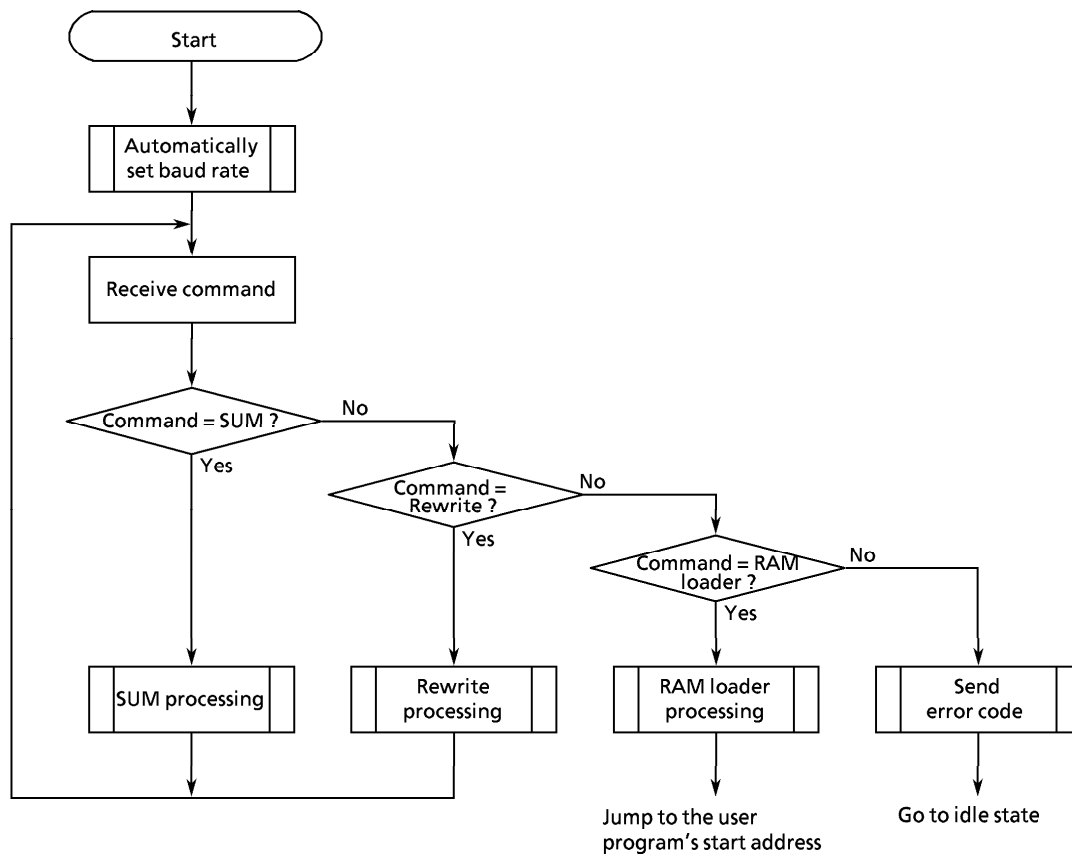 Start
Automatically
set baud rate
Receive command
Command = SUM ?
No
Yes
Command =
Rewrite ?
No
Yes
Command = RAM
loader ?
No
Yes
SUM processing
Rewrite
processing
RAM loader
processing
Send
error code
Jump to the user
program's start address
Go to idle state